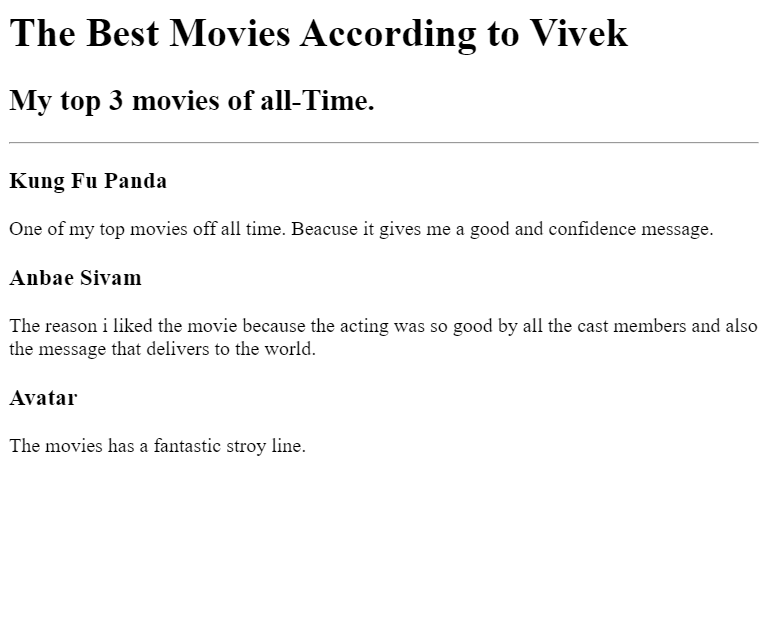 The Best Movies According to Vivek
My top 3 movies of all-Time.
Kung Fu Panda
One of my top movies off all time. Beacuse it gives me a good and confidence message.
Anbae Sivam
The reason i liked the movie because the acting was so good by all the cast members and also
the message that delivers to the world.
Avatar
The movies has a fantastic stroy line.